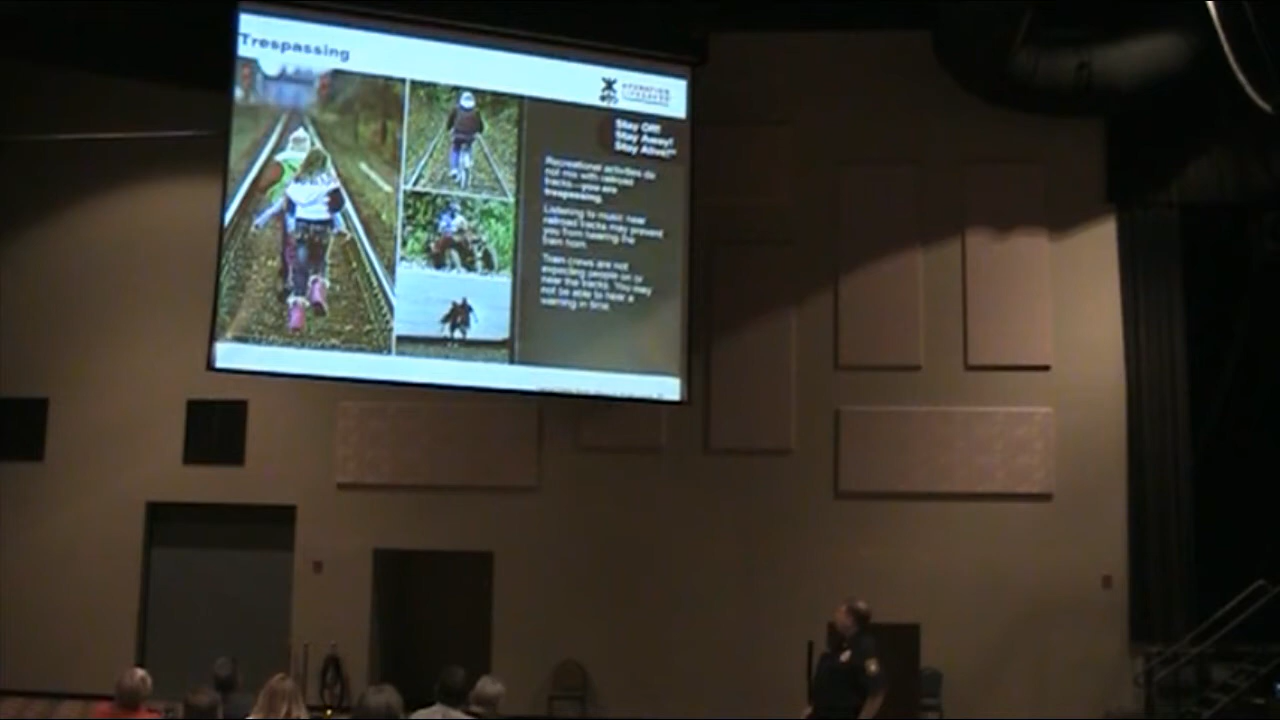 Trespassing
OPERATION
LIFESAVER
Stay Off!
Stay Away!
Stay Alive!
Recreational activities do
not mix with railroad
tracks—you are
trespassing.
Listening to music near
railroad tracks may prevent
you from hearing the
train horn.
Train crews are not
expecting people on or
near the tracks. You may
not be able to hear a
warning in time.